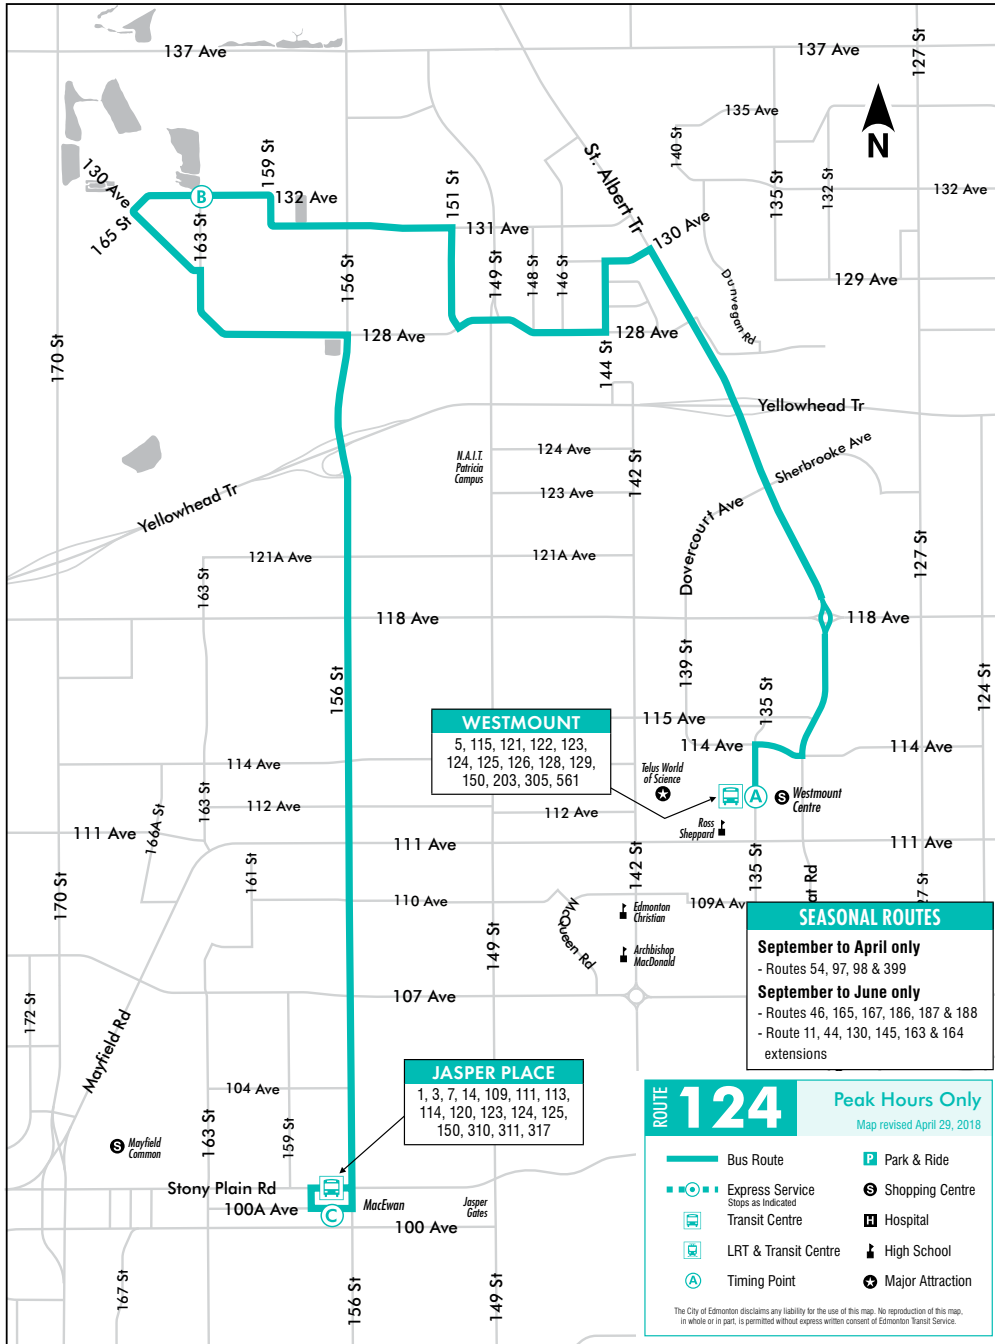 137 Ave
137 Ave
127 St
135 Ave
140 St
St. Albert Tr
159 St
130 Ave
132 Ave
151 St
135 St
132 St
132 Ave
B
165 St
163 St
131 Ave
130 Ave
156 St
149 St
148 St
146 St
129 Ave
Dunvegan Rd
170 St
128 Ave
128 Ave
144 St
Yellowhead Tr
N
N.A.I.T.
Patricia
Campus
124 Ave
142 St
Sherbrooke Ave
123 Ave
Yellowhead Tr
Dovercourt Ave
121A Ave
121A Ave
127 St
163 St
118 Ave
118 Ave
156 St
139 St
135 St
124 St
WESTMOUNT
5, 115, 121, 122, 123,
124, 125, 126, 128, 129,
150, 203, 305, 561
115 Ave
114 Ave
114 Ave
114 Ave
Telus World
of Science
A
S
Westmount
Centre
163 St
112 Ave
112 Ave
166A St
Ross
Sheppard
111 Ave
111 Ave
111 Ave
161 St
142 St
135 St
at Rd
27 St
170 St
110 Ave
McQueen Rd
Edmonton
Christian
109A Av
149 St
Archbishop
MacDonald
SEASONAL ROUTES
September to April only
- Routes 54, 97, 98 & 399
September to June only
- Routes 46, 165, 167, 186, 187 & 188
- Route 11, 44, 130, 145, 163 & 164
extensions
107 Ave
172 St
Mayfield Rd
JASPER PLACE
1, 3, 7, 14, 109, 111, 113,
114, 120, 123, 124, 125,
150, 310, 311, 317
104 Ave
163 St
159 St
S
Mayfield
Common
Stony Plain Rd
100A Ave
C
MacEwan
Jasper
Gates
100 Ave
167 St
156 St
149 St
ROUTE
124
Peak Hours Only
Map revised April 29, 2018
Bus Route
P
Park & Ride
Express Service
Stops as Indicated
S
Shopping Centre
Transit Centre
H
Hospital
LRT & Transit Centre
High School
A
Timing Point
Major Attraction
The City of Edmonton disclaims any liability for the use of this map. No reproduction of this map,
in whole or in part, is permitted without express written consent of Edmonton Transit Service.